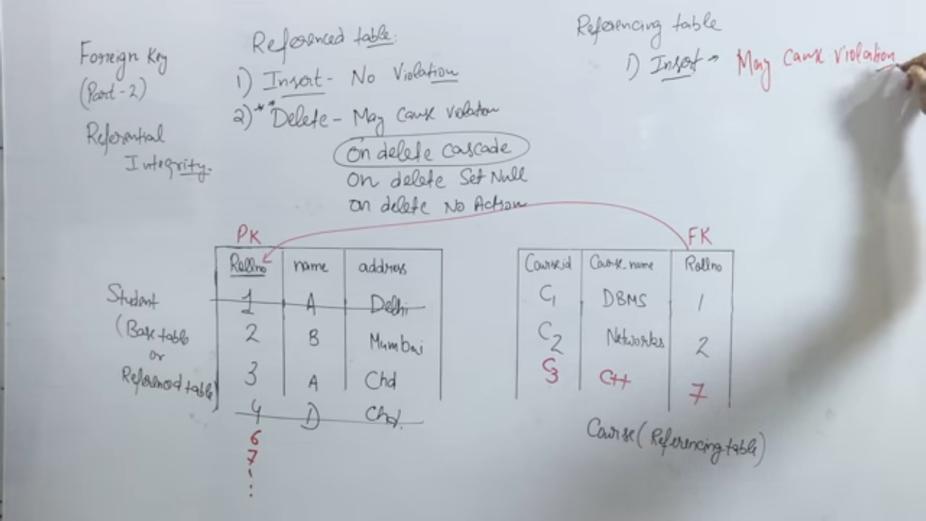 Foreign Key
(Part-2)
Referential
Integrity.
Referenced table:
1) Insert - No Violation
2)** Delete - May Cause violation
on delete cascade
on delete Set Null
on delete No Action
Referencing table
1) Insert → May Cause violation
PK
Rollno name address
1 A Delhi
2 B Mumbai
3 A Chd
4 D Chd.
6
7
Student
(Base table
or
Referenced table)
FK
Course_id Course_name Rollno
C1 DBMS 1
C2 Networks 2
C3 C++ 7
Course (Referencing table)